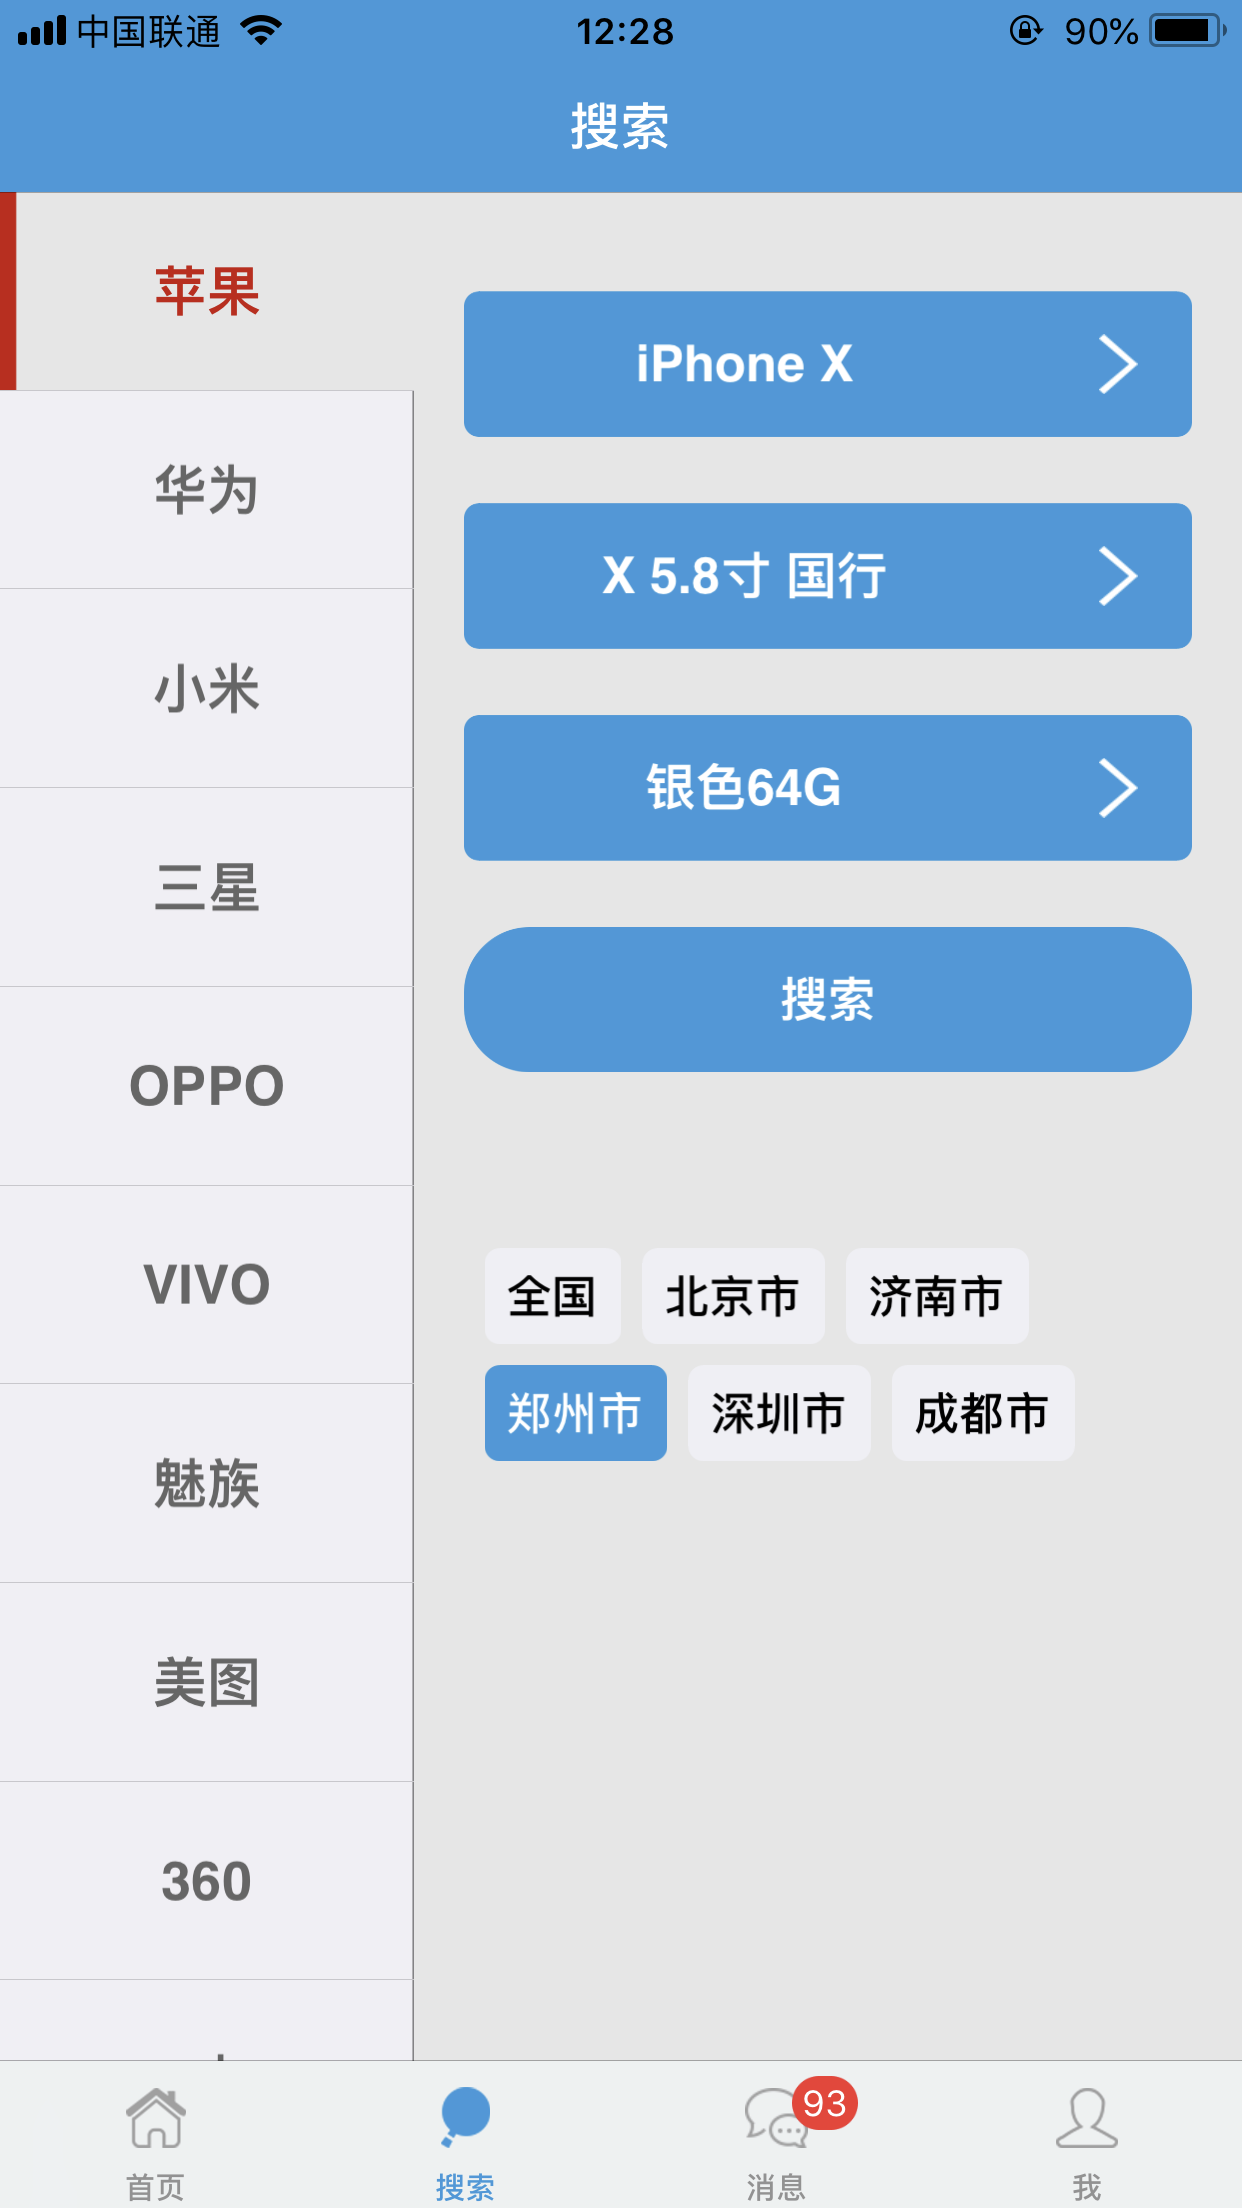 中国联通 12:28 90%
搜索
苹果
华为
小米
三星
OPPO
VIVO
魅族
美图
360
iPhone X
X 5.8寸 国行
银色64G
搜索
全国 北京市 济南市
郑州市 深圳市 成都市
93
首页 搜索 消息 我